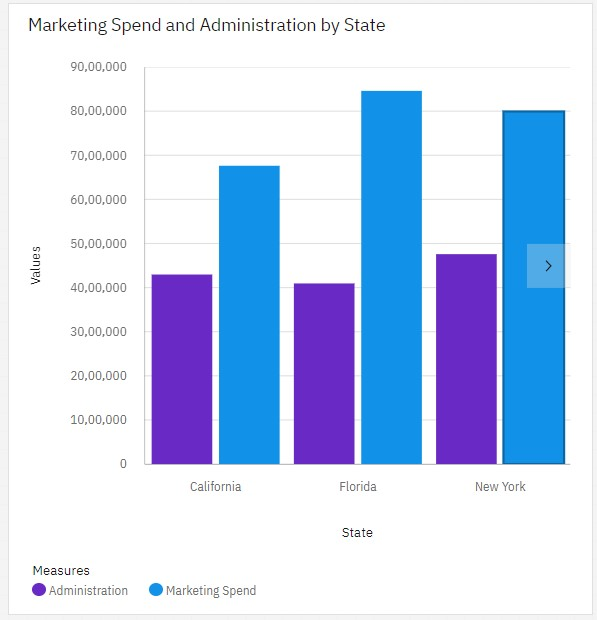 Marketing Spend and Administration by State
90,00,000
80,00,000
70,00,000
60,00,000
50,00,000
40,00,000
30,00,000
20,00,000
10,00,000
0
Values
California Florida New York
State
Measures
Administration Marketing Spend